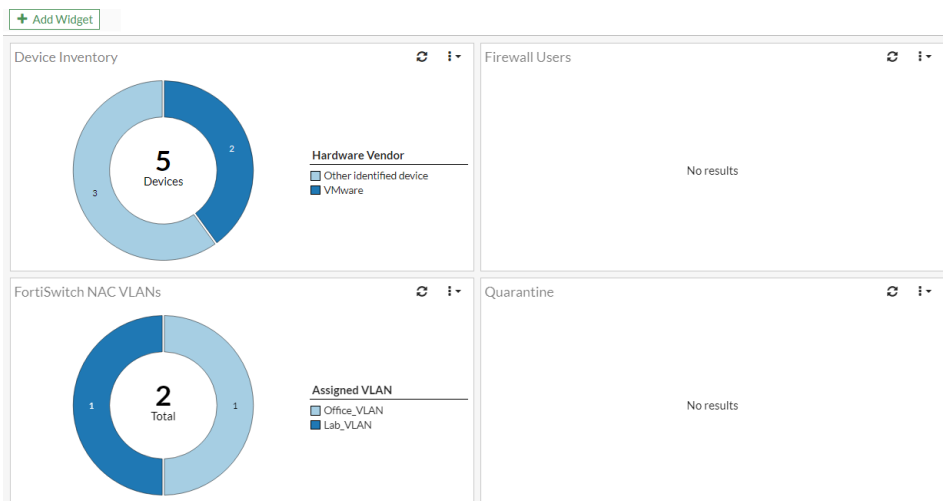 + Add Widget
Device Inventory
5
Devices
2
3
Hardware Vendor
Other identified device
VMware
Firewall Users
No results
FortiSwitch NAC VLANs
2
Total
1
1
Assigned VLAN
Office_VLAN
Lab_VLAN
Quarantine
No results